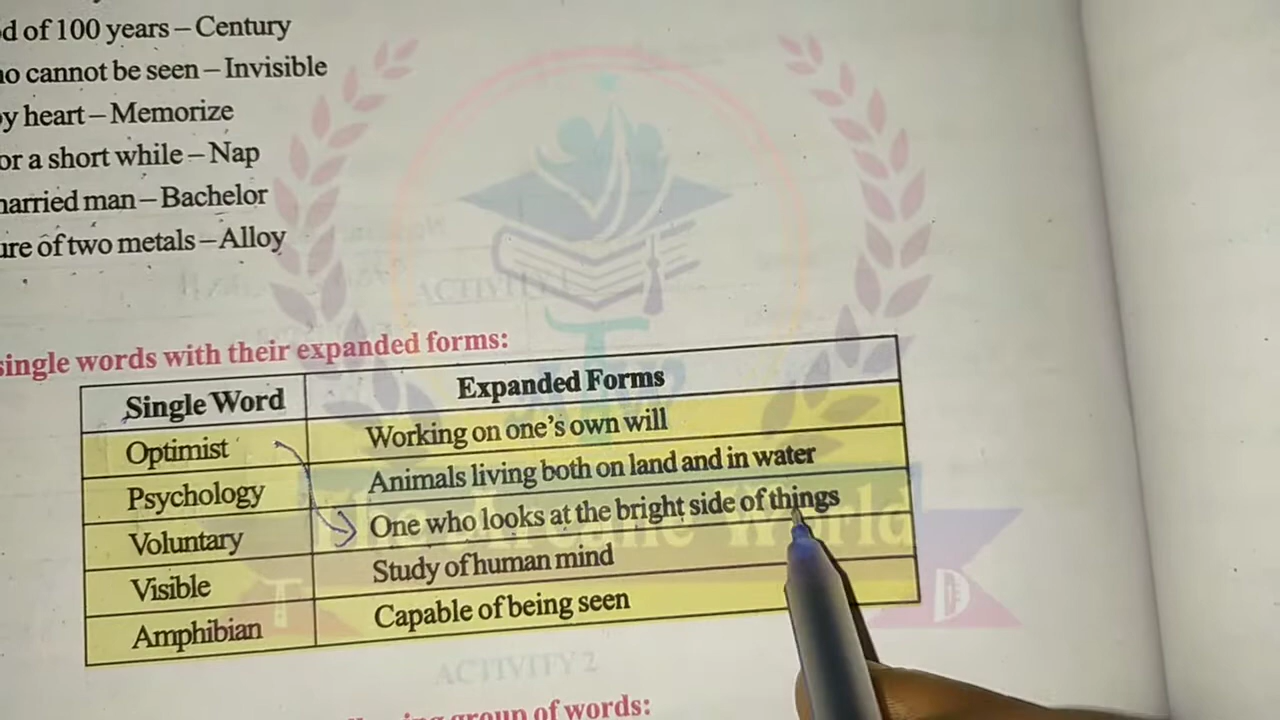 d of 100 years – Century
no cannot be seen – Invisible
y heart – Memorize
or a short while – Nap
married man – Bachelor
ure of two metals – Alloy
single words with their expanded forms:
Single Word Expanded Forms
Optimist Working on one's own will
Psychology Animals living both on land and in water
Voluntary One who looks at the bright side of things
Visible Study of human mind
Amphibian Capable of being seen
ACTIVITY 2
group of words: